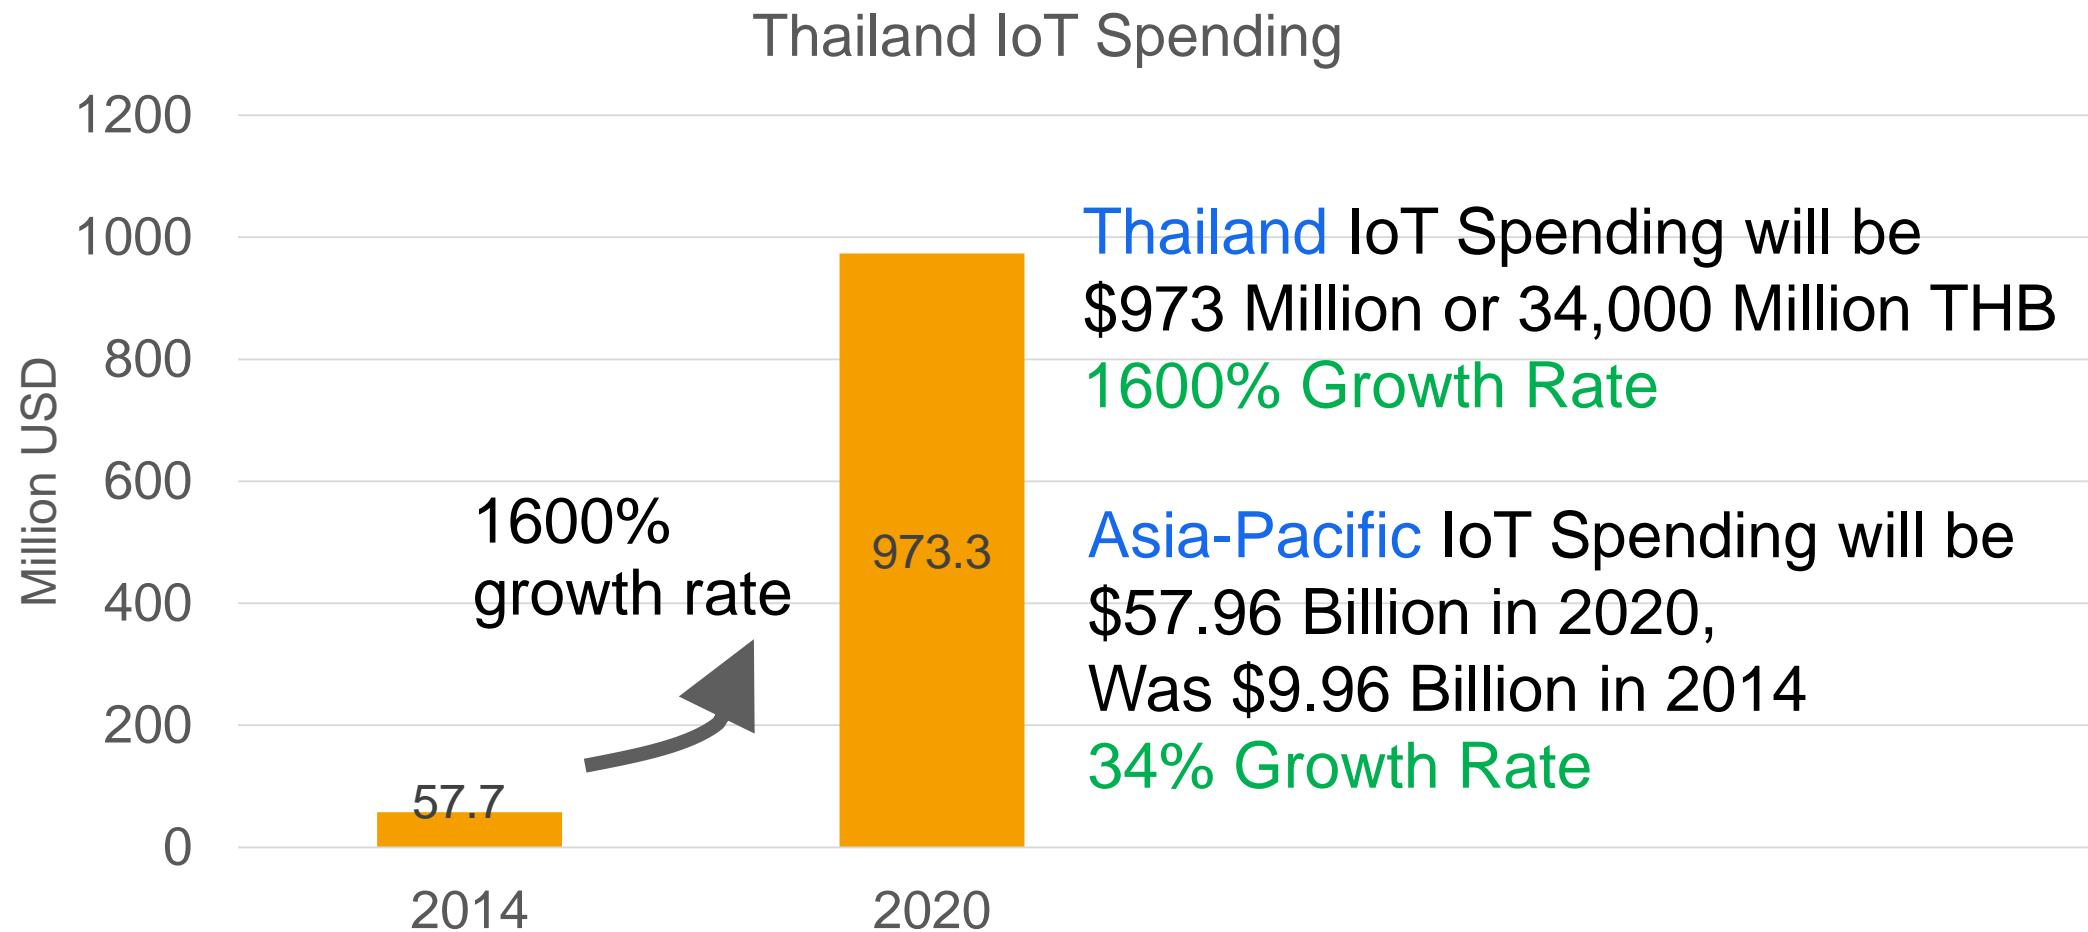 Thailand IoT Spending
1200
1000
800
600
400
200
0
Million USD
57.7
973.3
2014
2020
1600%
growth rate
Thailand IoT Spending will be
$973 Million or 34,000 Million THB
1600% Growth Rate
Asia-Pacific IoT Spending will be
$57.96 Billion in 2020,
Was $9.96 Billion in 2014
34% Growth Rate